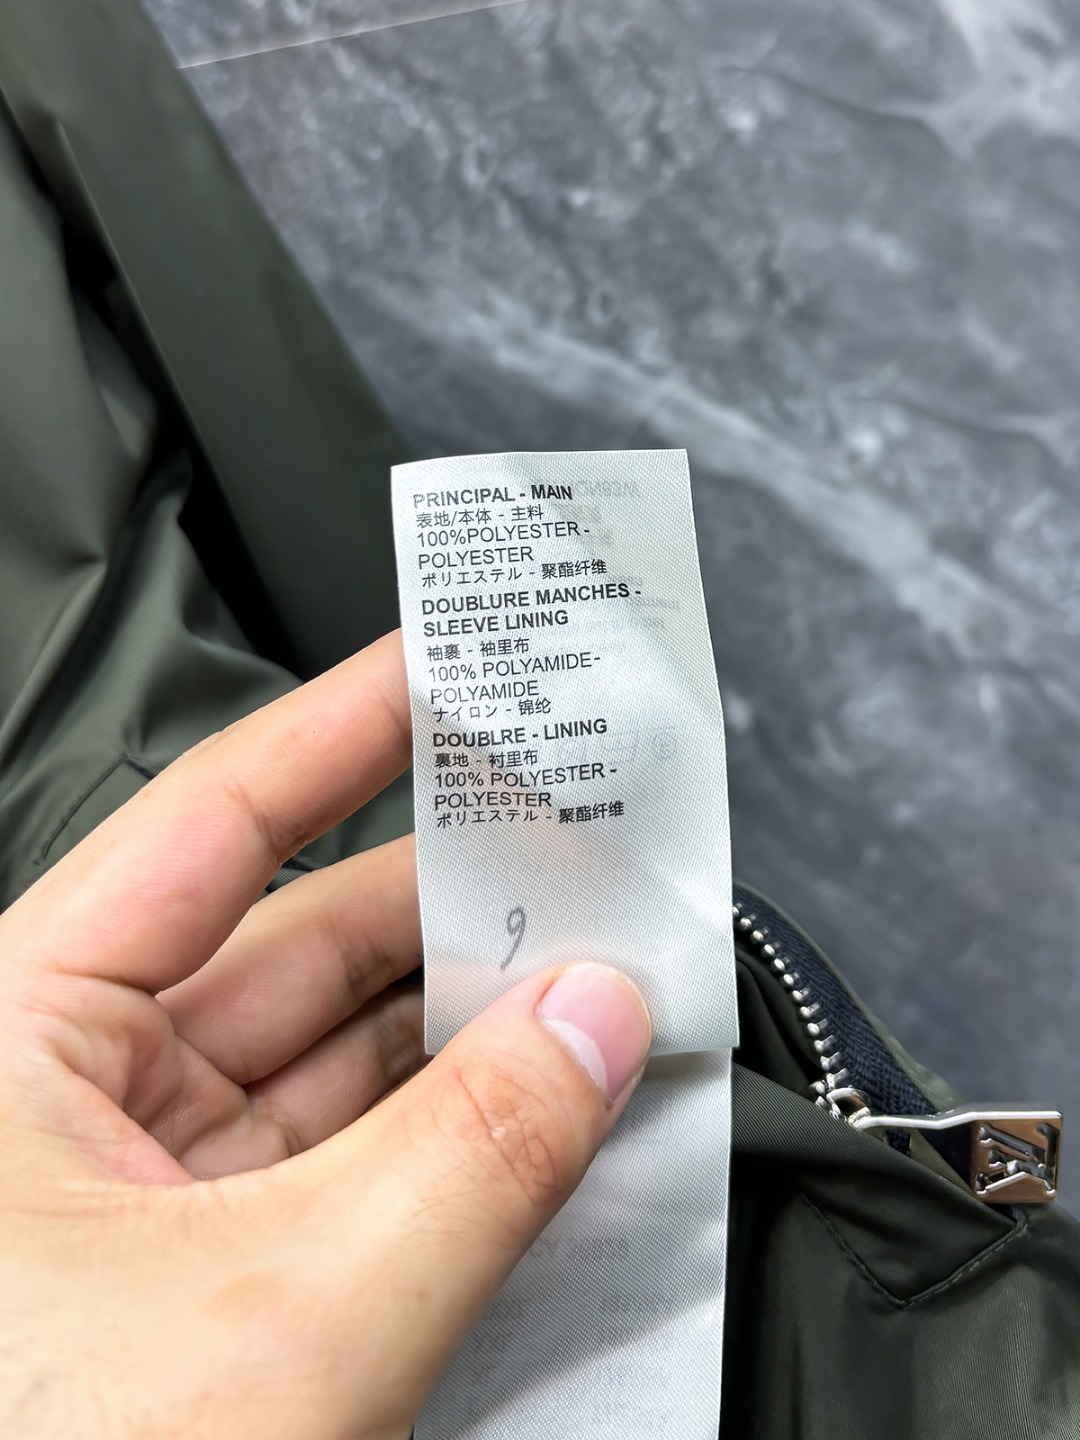 PRINCIPAL - MAIN
表地/本体 - 主料
100%POLYESTER -
POLYESTER
ポリエステル - 聚酯纤维
DOUBLURE MANCHES -
SLEEVE LINING
袖裏 - 袖里布
100% POLYAMIDE-
POLYAMIDE
ナイロン - 锦纶
DOUBLRE - LINING
裏地 - 衬里布
100% POLYESTER -
POLYESTER
ポリエステル - 聚酯纤维
9
LV